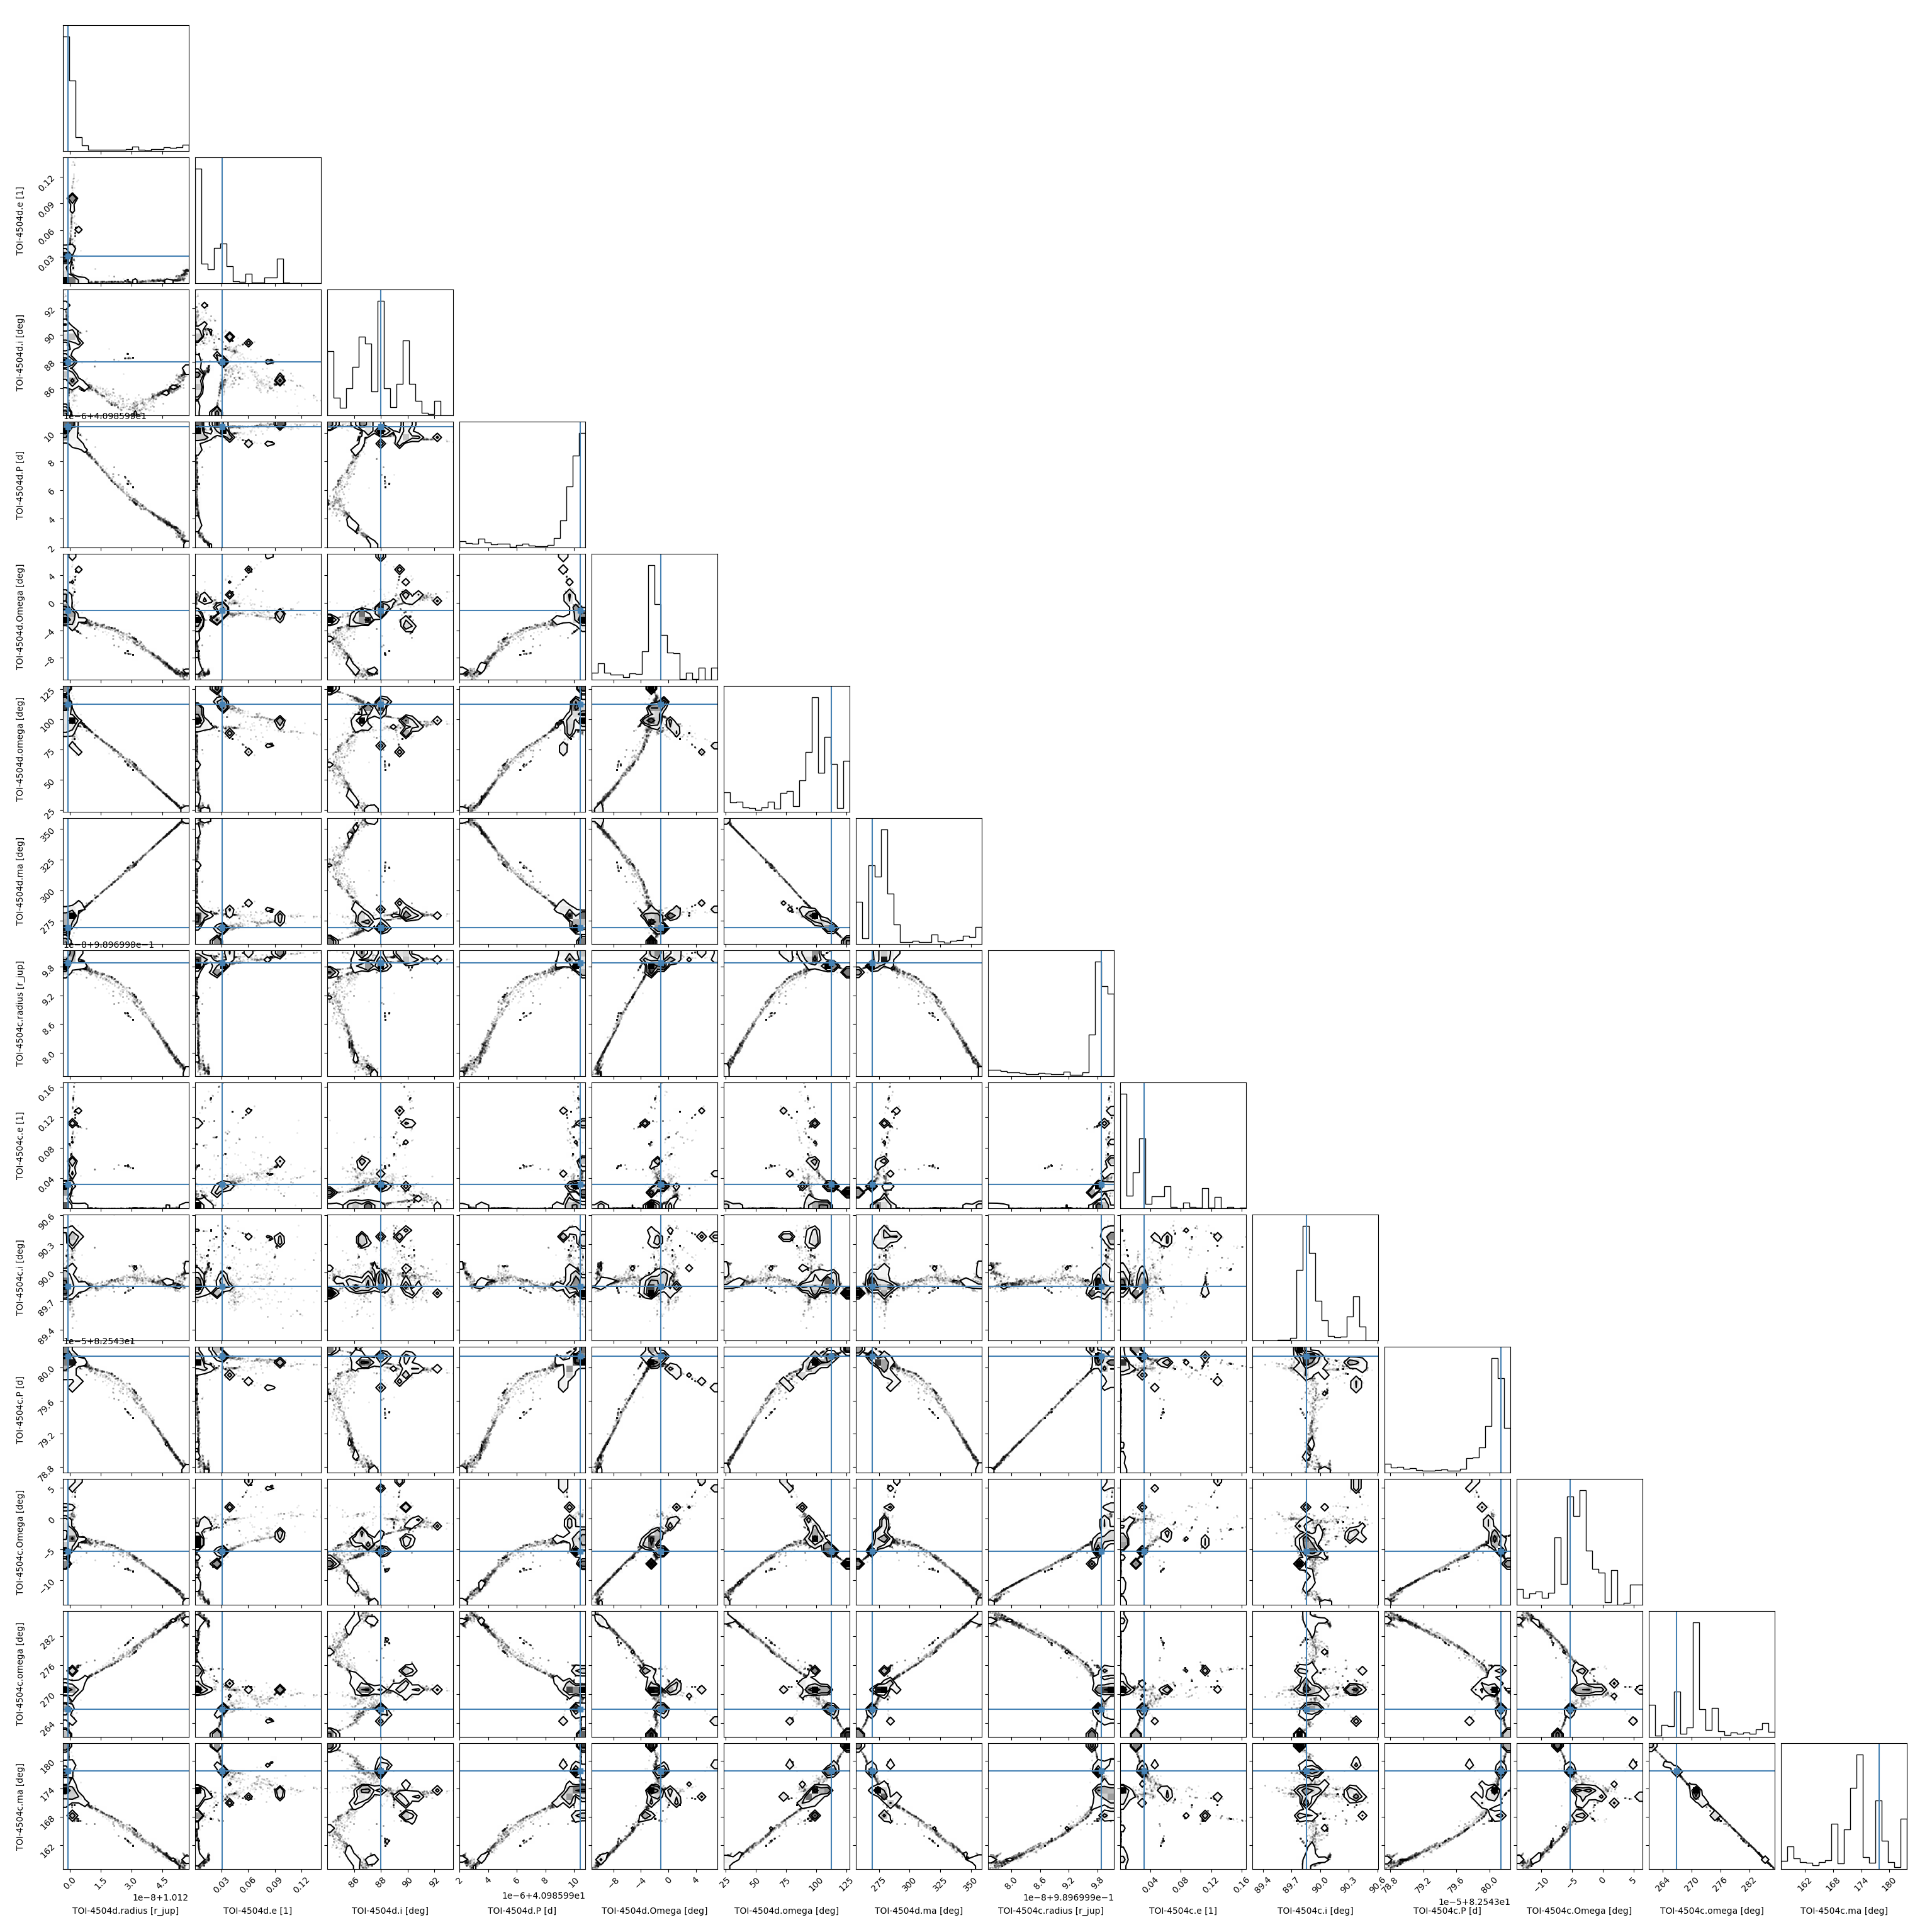 TOI-4504d.e [1]
0.12
0.09
0.06
0.03
TOI-4504d.i [deg]
92
90
88
86
1e−6+4.098599e1
TOI-4504d.P [d]
10
8
6
4
2
TOI-4504d.Omega [deg]
4
0
−4
−8
TOI-4504d.omega [deg]
125
100
75
50
25
TOI-4504d.ma [deg]
350
325
300
275
1e−8+9.896999e−1
TOI-4504c.radius [r_jup]
9.8
9.2
8.6
8.0
TOI-4504c.e [1]
0.16
0.12
0.08
0.04
TOI-4504c.i [deg]
90.6
90.3
90.0
89.7
89.4
1e−5+8.2543e1
TOI-4504c.P [d]
80.0
79.6
79.2
78.8
TOI-4504c.Omega [deg]
5
0
−5
−10
TOI-4504c.omega [deg]
282
276
270
264
TOI-4504c.ma [deg]
180
174
168
162
0.0 1.5 3.0 4.5
1e−8+1.012
TOI-4504d.radius [r_jup]
0.03 0.06 0.09 0.12
TOI-4504d.e [1]
86 88 90 92
TOI-4504d.i [deg]
2 4 6 8 10
1e−6+4.098599e1
TOI-4504d.P [d]
−8 −4 0 4
TOI-4504d.Omega [deg]
25 50 75 100 125
TOI-4504d.omega [deg]
275 300 325 350
TOI-4504d.ma [deg]
8.0 8.6 9.2 9.8
1e−8+9.896999e−1
TOI-4504c.radius [r_jup]
0.04 0.08 0.12 0.16
TOI-4504c.e [1]
89.4 89.7 90.0 90.3 90.6
TOI-4504c.i [deg]
78.8 79.2 79.6 80.0
1e−5+8.2543e1
TOI-4504c.P [d]
−10 −5 0 5
TOI-4504c.Omega [deg]
264 270 276 282
TOI-4504c.omega [deg]
162 168 174 180
TOI-4504c.ma [deg]